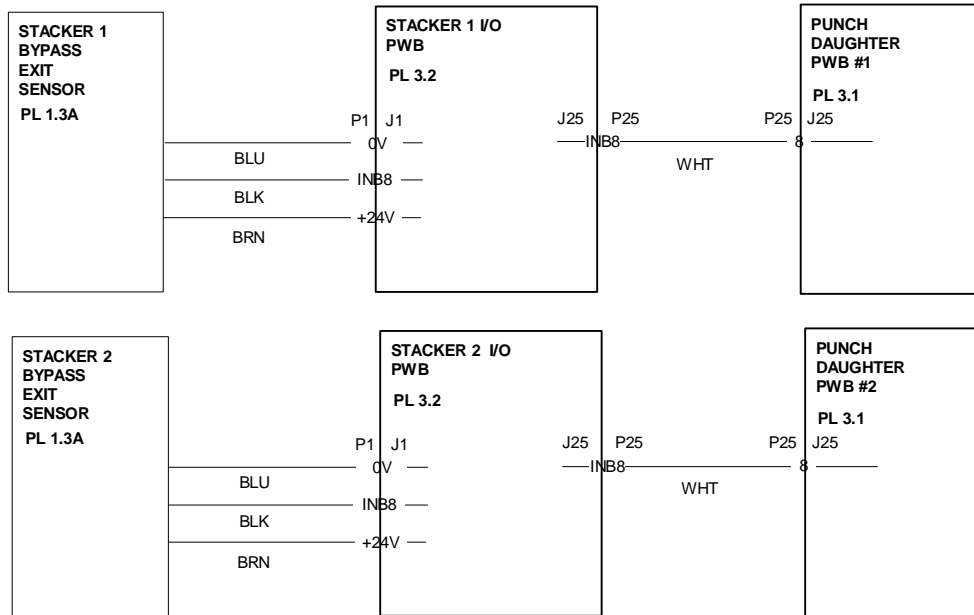 STACKER 1
BYPASS
EXIT
SENSOR
PL 1.3A
STACKER 1 I/O
PWB
PL 3.2
PUNCH
DAUGHTER
PWB #1
PL 3.1
P1 J1
0V
BLU
INB8
BLK
+24V
BRN
J25 P25
INB8
WHT
P25 J25
8
STACKER 2
BYPASS
EXIT
SENSOR
PL 1.3A
STACKER 2 I/O
PWB
PL 3.2
PUNCH
DAUGHTER
PWB #2
PL 3.1
P1 J1
0V
BLU
INB8
BLK
+24V
BRN
J25 P25
INB8
WHT
P25 J25
8